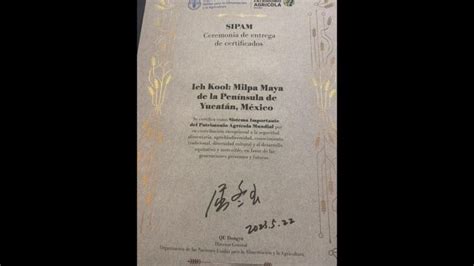 AGRÍCOLA
SIPAM
Ceremonia de entrega
de certificados
Ich Kool: Milpa Maya
de la Península de
Yucatán, México
Se certifica como Sistema Importante
del Patrimonio Agrícola Mundial por
su contribución excepcional a la seguridad
alimentaria, agrobiodiversidad, conocimiento
tradicional, diversidad cultural y al desarrollo
equitativo y sostenible, en favor de las
generaciones presentes y futuras.
2023.5.22
QU Dongyu
Director General
Organización de las Naciones Unidas para la Alimentación y la Agricultura